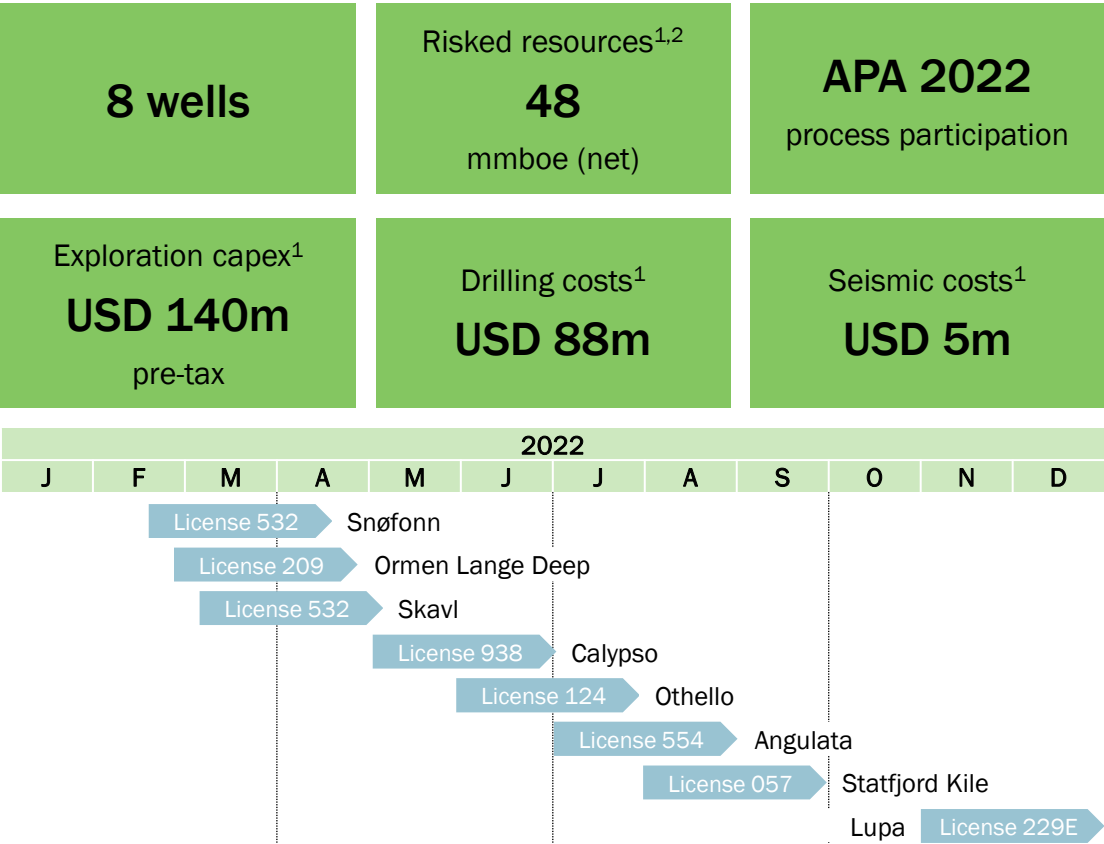 8 wells
Risked resources1,2
48
mmboe (net)
APA 2022
process participation
Exploration capex1
USD 140m
pre-tax
Drilling costs1
USD 88m
Seismic costs1
USD 5m
2022
J F M A M J J A S O N D
License 532 Snøfonn
License 209 Ormen Lange Deep
License 532 Skavl
License 938 Calypso
License 124 Othello
License 554 Angulata
License 057 Statfjord Kile
Lupa License 229E